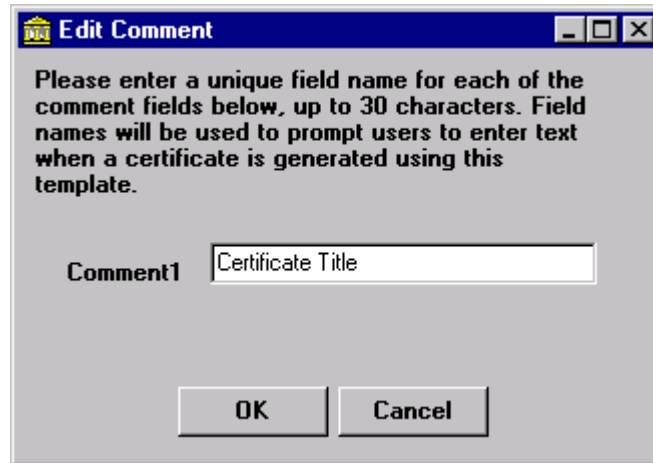 Edit Comment
Please enter a unique field name for each of the
comment fields below, up to 30 characters. Field
names will be used to prompt users to enter text
when a certificate is generated using this
template.
Comment1 Certificate Title
OK Cancel